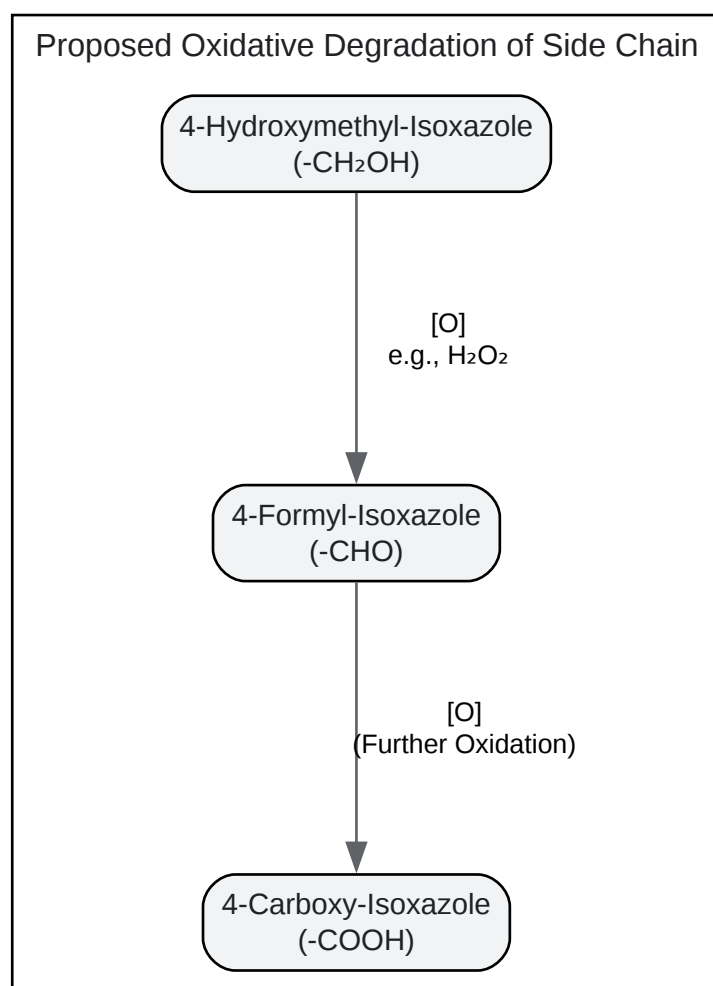 Proposed Oxidative Degradation of Side Chain
4-Hydroxymethyl-Isoxazole
(-CH₂OH)
[O]
e.g., H₂O₂
4-Formyl-Isoxazole
(-CHO)
[O]
(Further Oxidation)
4-Carboxy-Isoxazole
(-COOH)